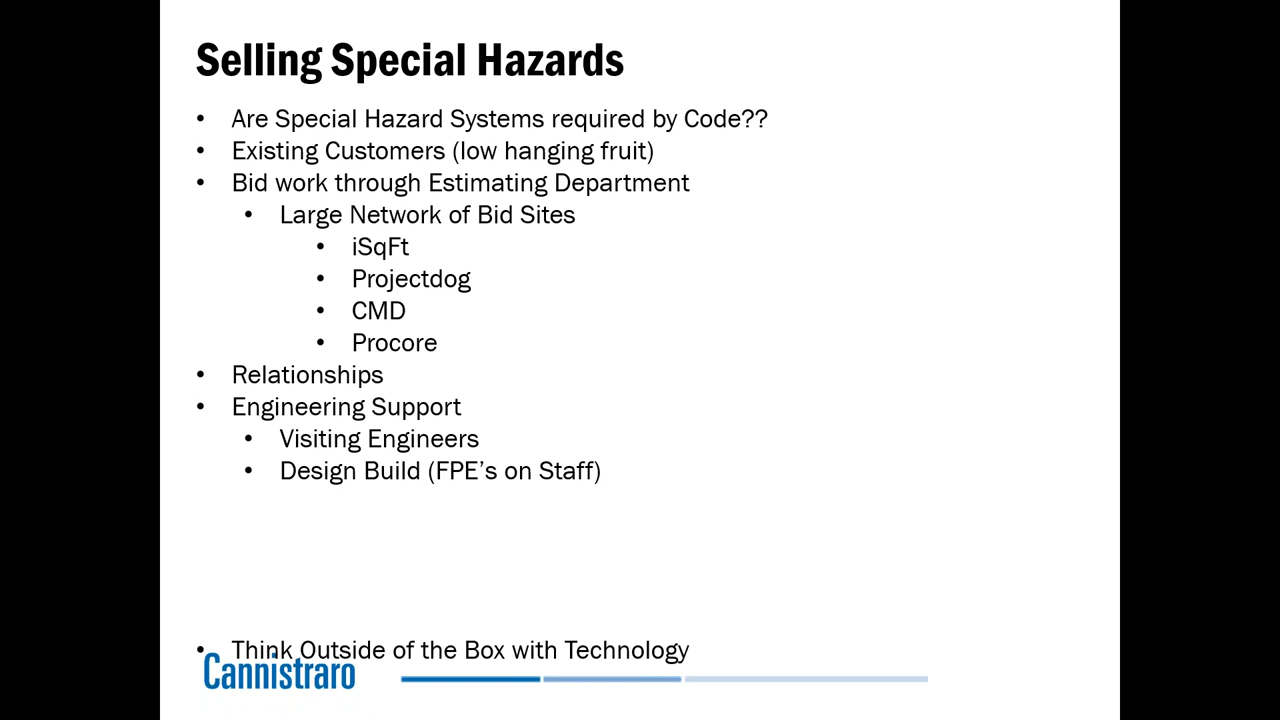 Selling Special Hazards
• Are Special Hazard Systems required by Code??
• Existing Customers (low hanging fruit)
• Bid work through Estimating Department
• Large Network of Bid Sites
• iSqFt
• Projectdog
• CMD
• Procore
• Relationships
• Engineering Support
• Visiting Engineers
• Design Build (FPE’s on Staff)
• Think Outside of the Box with Technology
Cannistraro